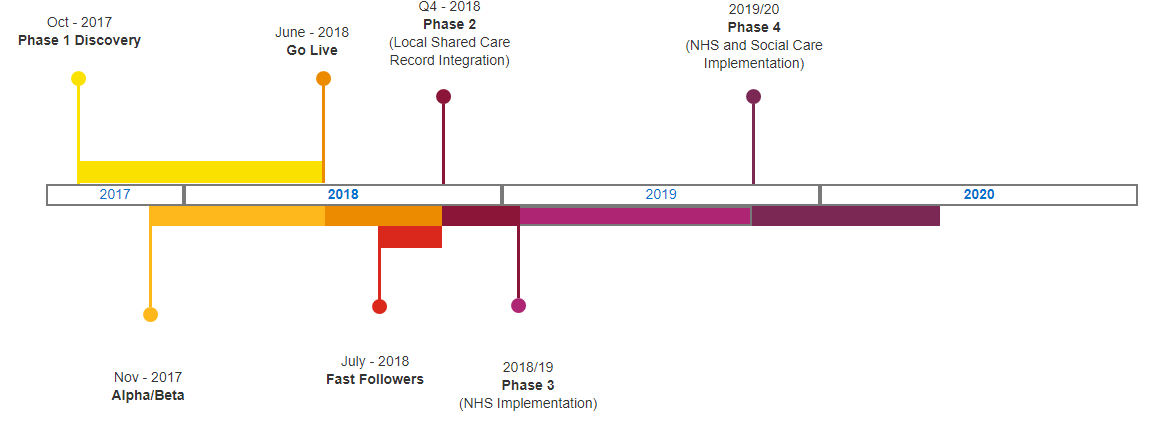 Oct - 2017
Phase 1 Discovery
June - 2018
Go Live
Q4 - 2018
Phase 2
(Local Shared Care
Record Integration)
2019/20
Phase 4
(NHS and Social Care
Implementation)
2017
2018
2019
2020
Nov - 2017
Alpha/Beta
July - 2018
Fast Followers
2018/19
Phase 3
(NHS Implementation)